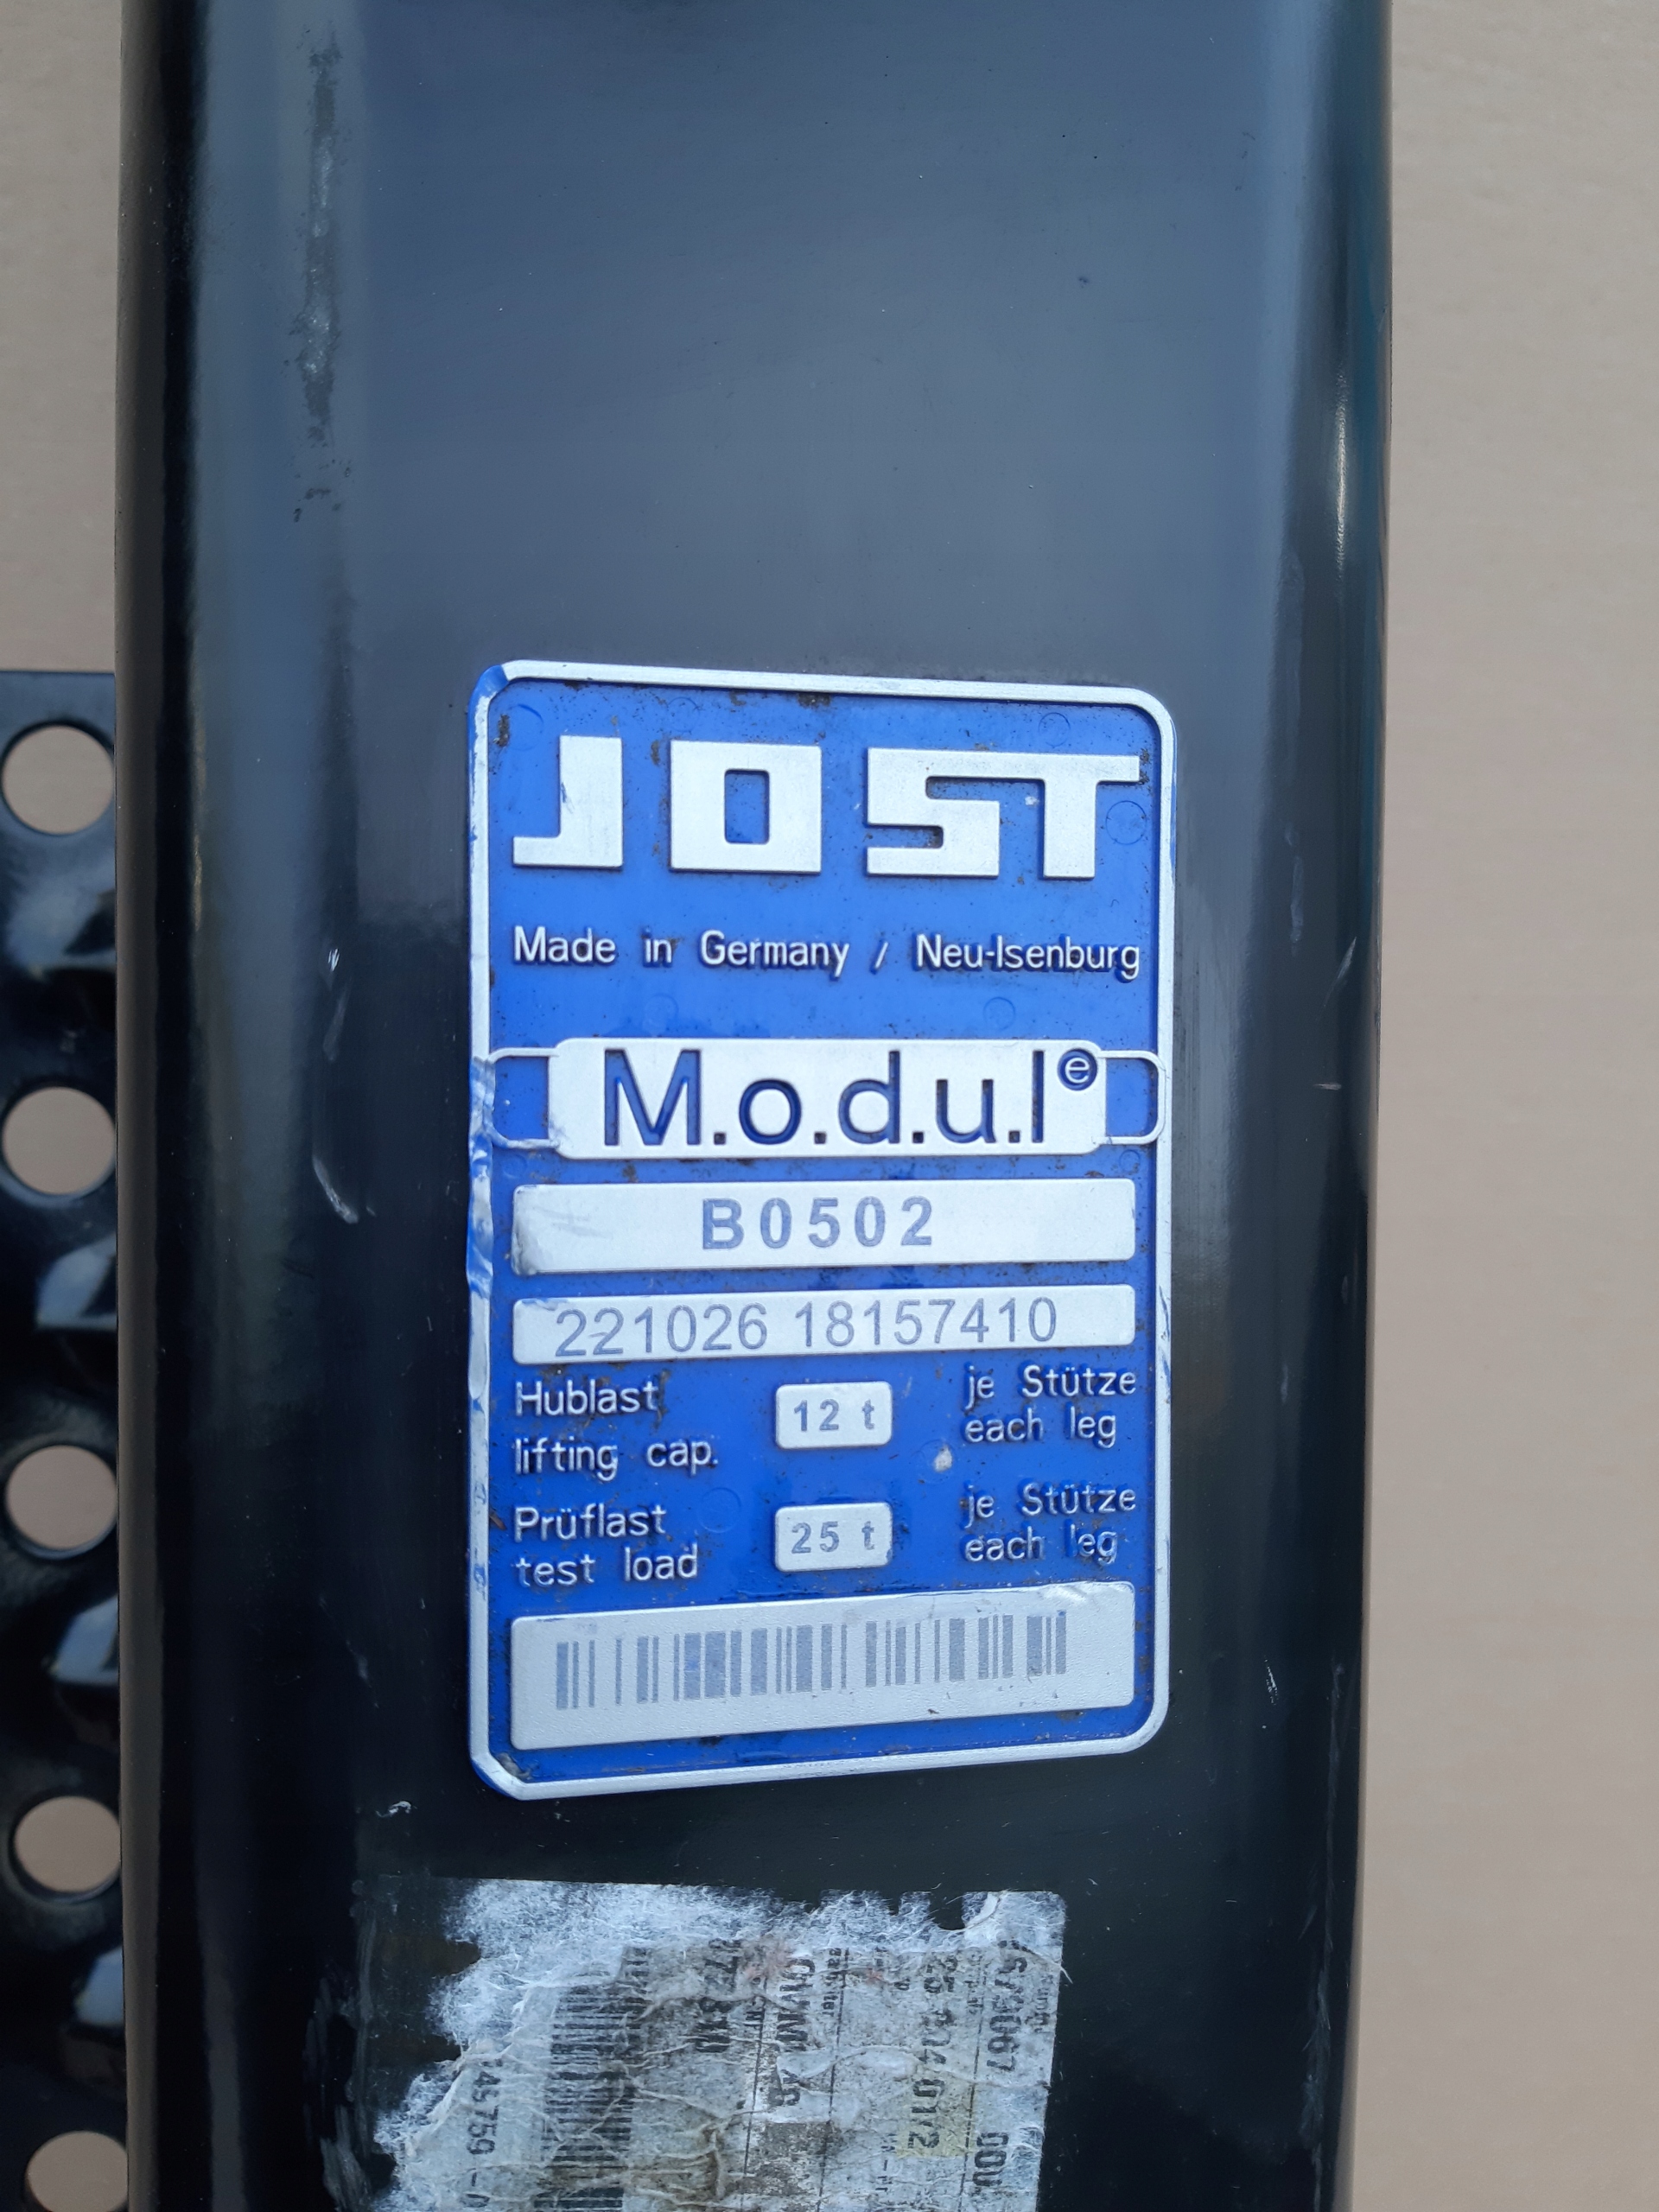 JOST
Made in Germany / Neu-Isenburg
M.o.d.u.l e
B0502
221026 18157410
Hublast
lifting cap.
12 t
je Stütze
each leg
Prüflast
test load
25 t
je Stütze
each leg